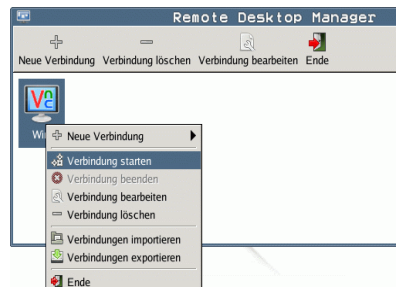 Remote Desktop Manager
Neue Verbindung Verbindung löschen Verbindung bearbeiten Ende
Neue Verbindung
Verbindung starten
Verbindung beenden
Verbindung bearbeiten
Verbindung löschen
Verbindungen importieren
Verbindungen exportieren
Ende